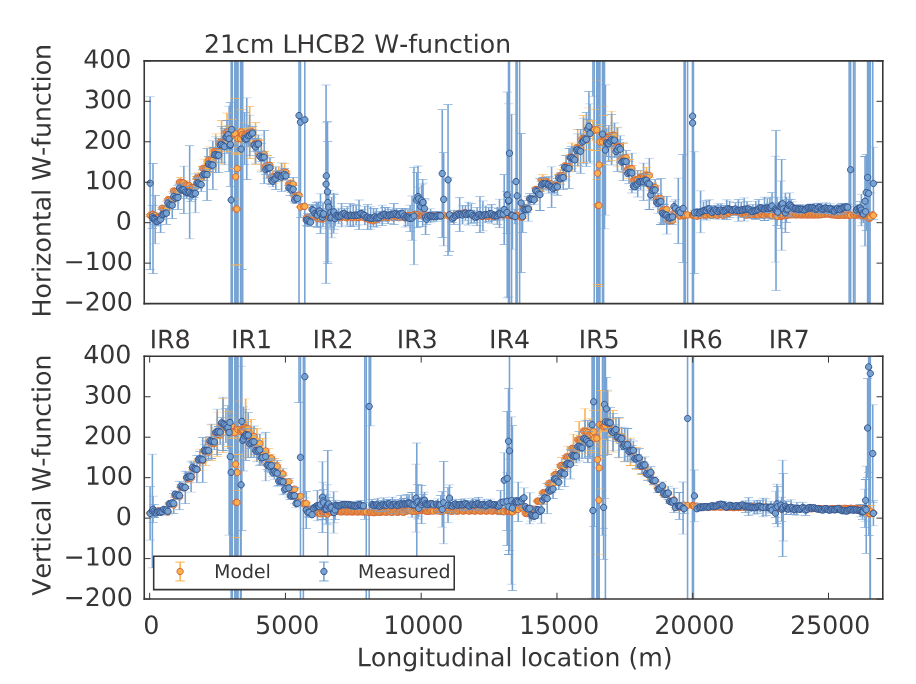 21cm LHCB2 W-function
Horizontal W-function
400
300
200
100
0
−100
−200
IR8 IR1 IR2 IR3 IR4 IR5 IR6 IR7
Vertical W-function
400
300
200
100
0
−100
−200
Model Measured
0 5000 10000 15000 20000 25000
Longitudinal location (m)